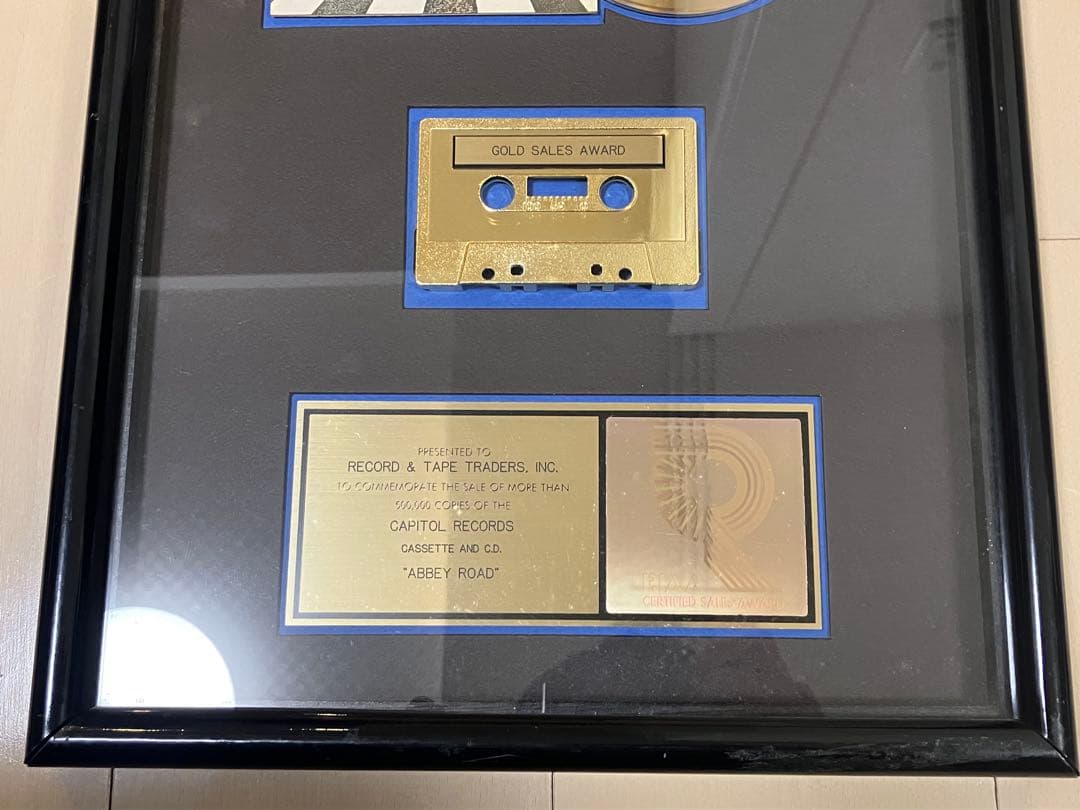 GOLD SALES AWARD
PRESENTED TO
RECORD & TAPE TRADERS, INC.
TO COMMEMORATE THE SALE OF MORE THAN
500,000 COPIES OF THE
CAPITOL RECORDS
CASSETTE AND C.D.
"ABBEY ROAD"
RIAA
CERTIFIED SALES AWARD